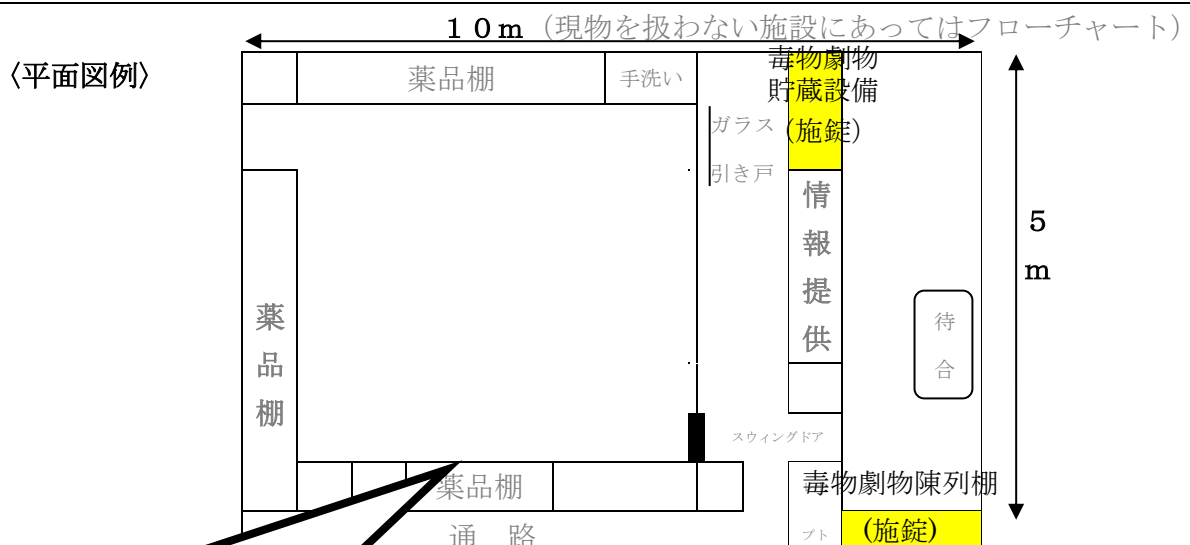 10m（現物を扱わない施設にあってはフローチャート）
〈平面図例〉
薬品棚
手洗い
毒物劇物
貯蔵設備
(施錠)
ガラス
引き戸
情報提供
5m
待合
薬品棚
スウィングドア
薬品棚
毒物劇物陳列棚
(施錠)
通 路
プト